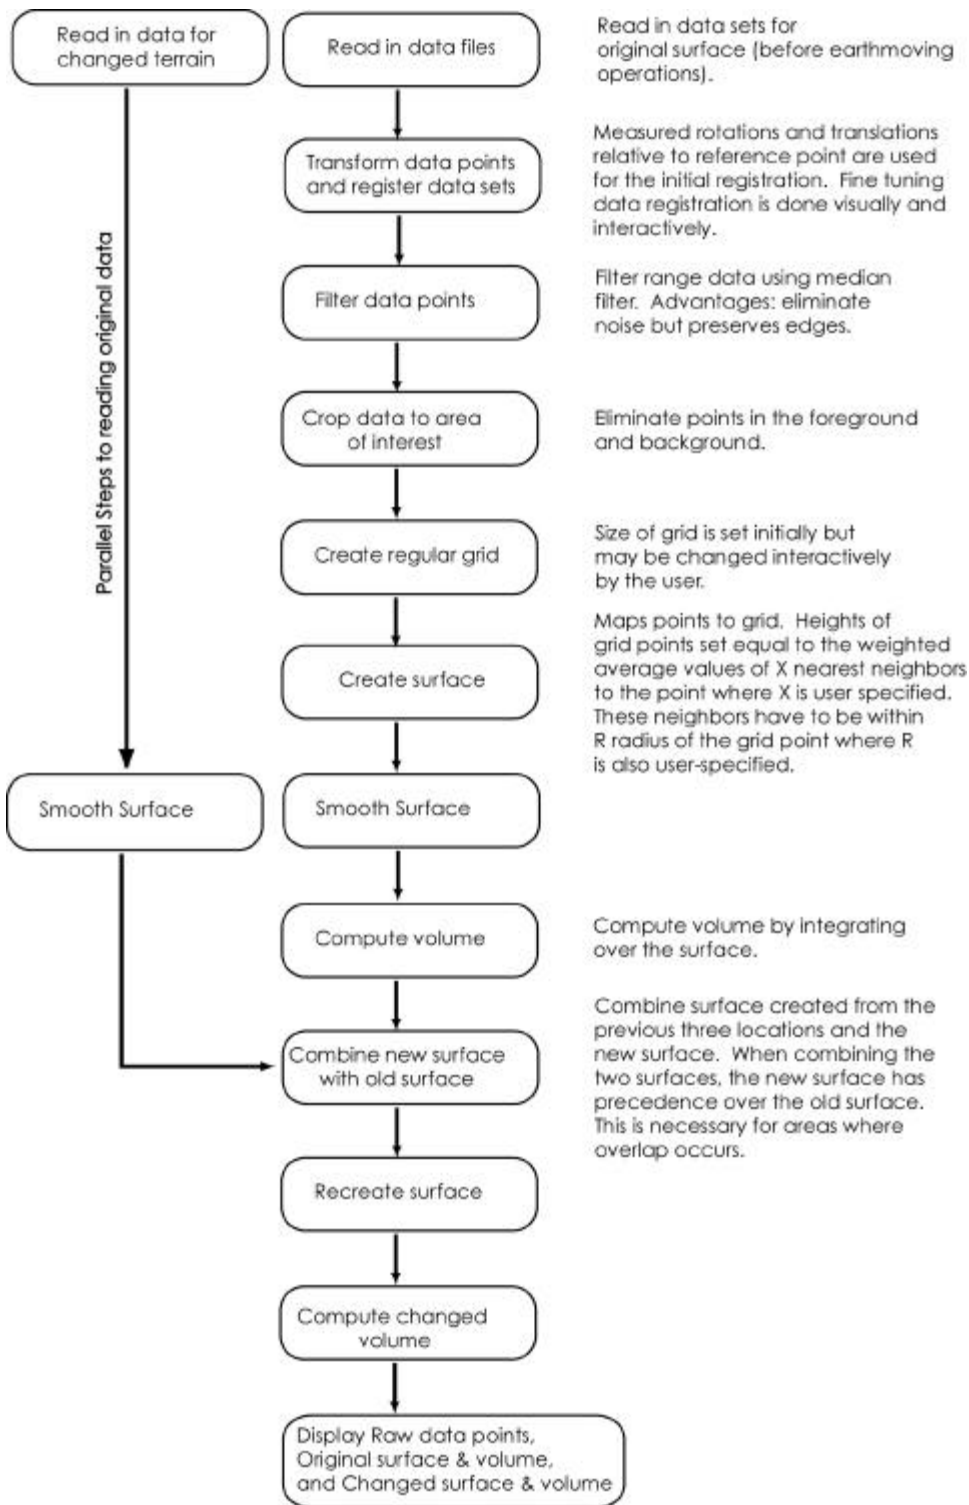 Read in data for
changed terrain
Parallel Steps to reading original data
Smooth Surface
Read in data files
Read in data sets for
original surface (before earthmoving
operations).
Transform data points
and register data sets
Measured rotations and translations
relative to reference point are used
for the initial registration.  Fine tuning
data registration is done visually and
interactively.
Filter data points
Filter range data using median
filter.  Advantages: eliminate
noise but preserves edges.
Crop data to area
of interest
Eliminate points in the foreground
and background.
Create regular grid
Size of grid is set initially but
may be changed interactively
by the user.
Create surface
Maps points to grid.  Heights of
grid points set equal to the weighted
average values of X nearest neighbors
to the point where X is user specified.
These neighbors have to be within
R radius of the grid point where R
is also user-specified.
Smooth Surface
Compute volume
Compute volume by integrating
over the surface.
Combine new surface
with old surface
Combine surface created from the
previous three locations and the
new surface.  When combining the
two surfaces, the new surface has
precedence over the old surface.
This is necessary for areas where
overlap occurs.
Recreate surface
Compute changed
volume
Display Raw data points,
Original surface & volume,
and Changed surface & volume